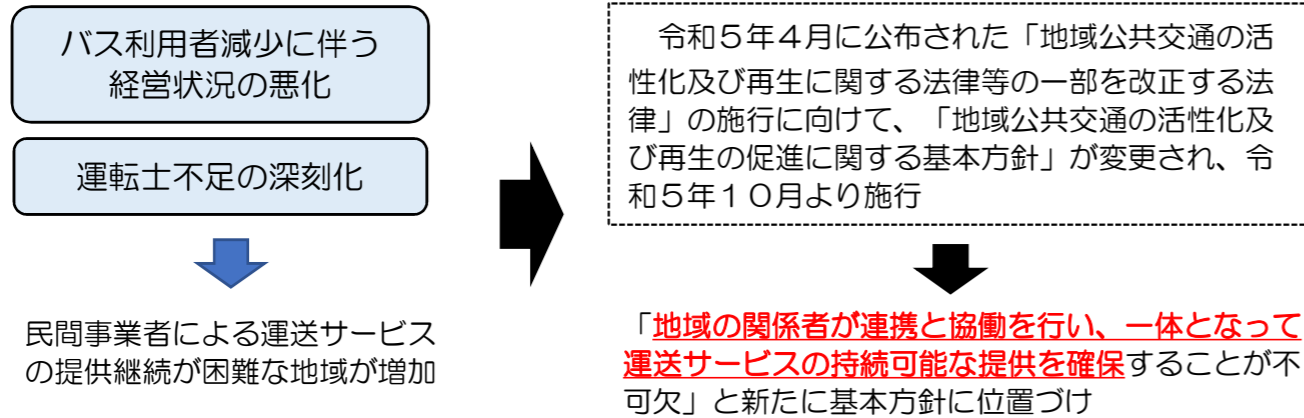 バス利用者減少に伴う
経営状況の悪化
運転士不足の深刻化
民間事業者による運送サービス
の提供継続が困難な地域が増加
令和５年４月に公布された「地域公共交通の活
性化及び再生に関する法律等の一部を改正する法
律」の施行に向けて、「地域公共交通の活性化及
び再生の促進に関する基本方針」が変更され、令
和５年１０月より施行
「地域の関係者が連携と協働を行い、一体となって
運送サービスの持続可能な提供を確保することが不
可欠」と新たに基本方針に位置づけ